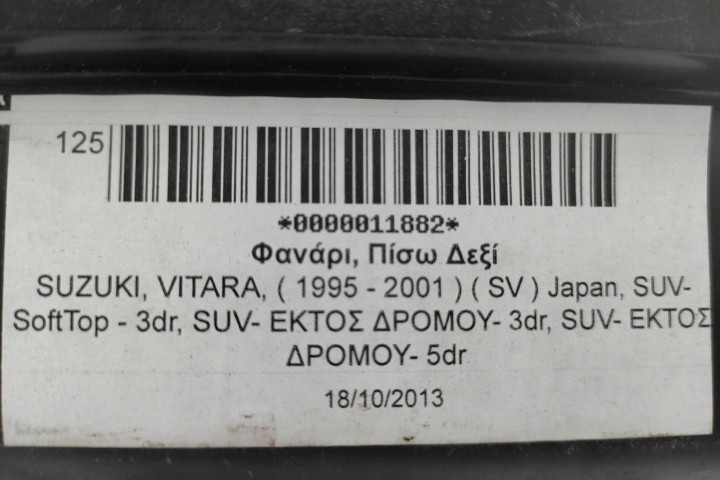 125
*0000011882*
Φανάρι, Πίσω Δεξί
SUZUKI, VITARA, ( 1995 - 2001 ) ( SV ) Japan, SUV-
SoftTop - 3dr, SUV- ΕΚΤΟΣ ΔΡΟΜΟΥ- 3dr, SUV- ΕΚΤΟΣ
ΔΡΟΜΟΥ- 5dr
18/10/2013